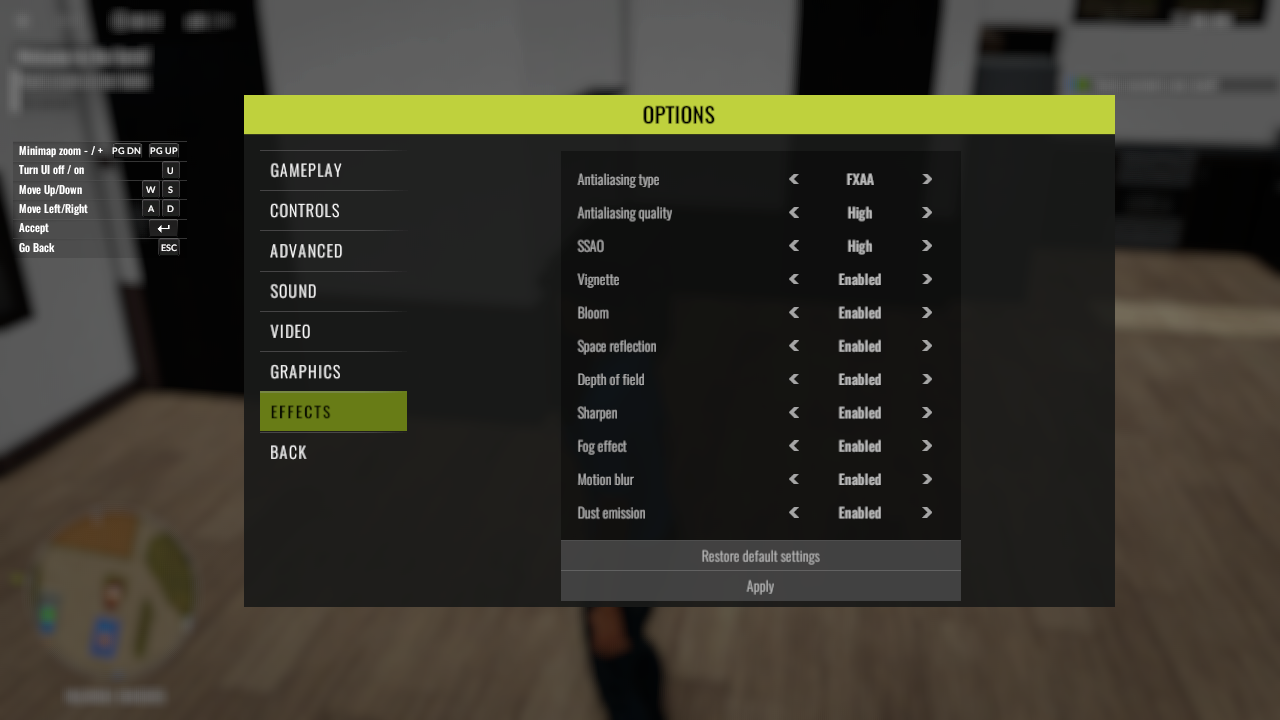 OPTIONS
Minimap zoom - / + PG DN PG UP
Turn UI off / on U
Move Up/Down W S
Move Left/Right A D
Accept
Go Back ESC
GAMEPLAY
CONTROLS
ADVANCED
SOUND
VIDEO
GRAPHICS
EFFECTS
BACK
Antialiasing type FXAA
Antialiasing quality High
SSAO High
Vignette Enabled
Bloom Enabled
Space reflection Enabled
Depth of field Enabled
Sharpen Enabled
Fog effect Enabled
Motion blur Enabled
Dust emission Enabled
Restore default settings
Apply